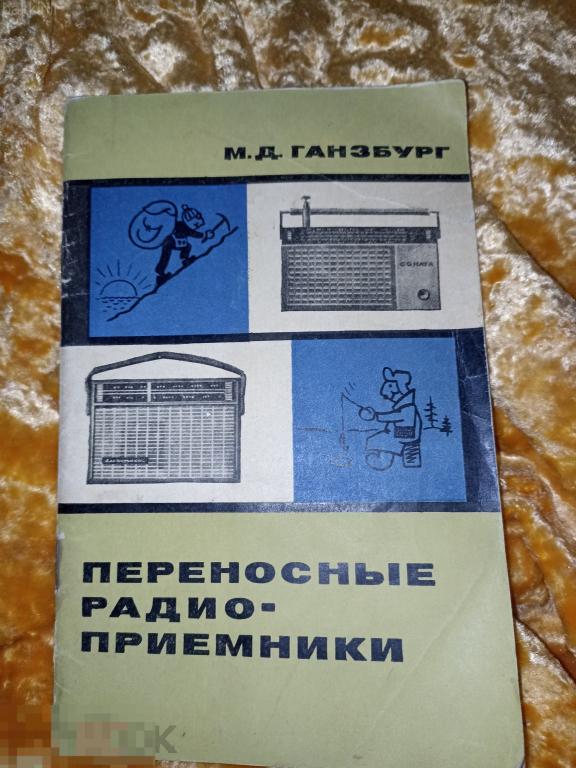 М.Д. ГАНЗБУРГ
СОНАТА
ПЕРЕНОСНЫЕ
РАДИО-
ПРИЕМНИКИ